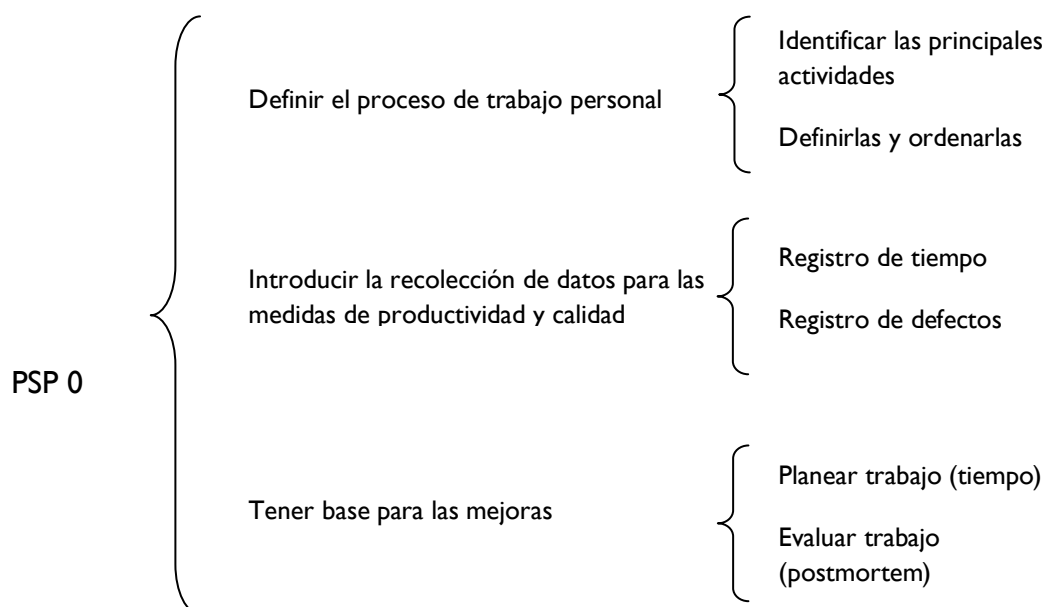 PSP 0
Definir el proceso de trabajo personal
Identificar las principales
actividades
Definirlas y ordenarlas
Introducir la recolección de datos para las
medidas de productividad y calidad
Registro de tiempo
Registro de defectos
Tener base para las mejoras
Planear trabajo (tiempo)
Evaluar trabajo
(postmortem)